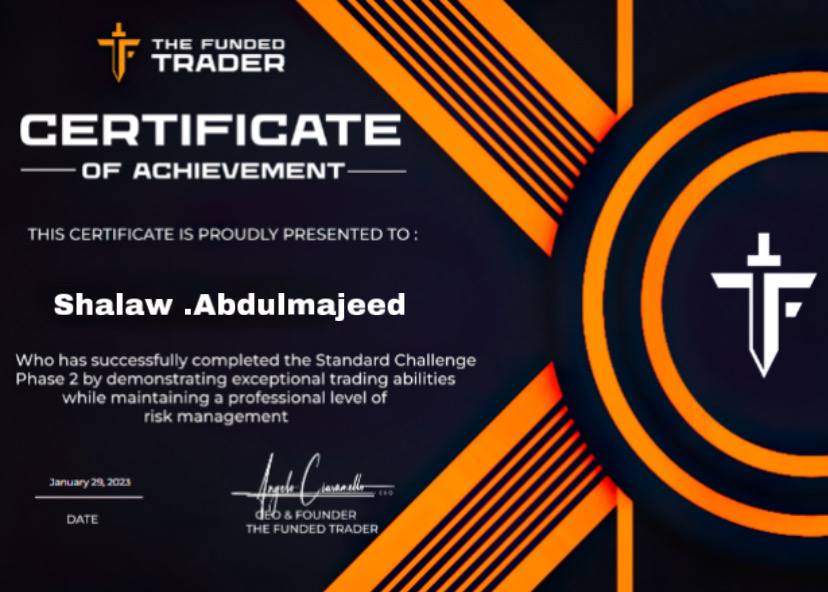 THE FUNDED
TRADER
CERTIFICATE
OF ACHIEVEMENT
THIS CERTIFICATE IS PROUDLY PRESENTED TO :
Shalaw .Abdulmajeed
Who has successfully completed the Standard Challenge
Phase 2 by demonstrating exceptional trading abilities
while maintaining a professional level of
risk management
January 29, 2023
DATE
Angelo Ciaramello
CEO
CEO & FOUNDER
THE FUNDED TRADER